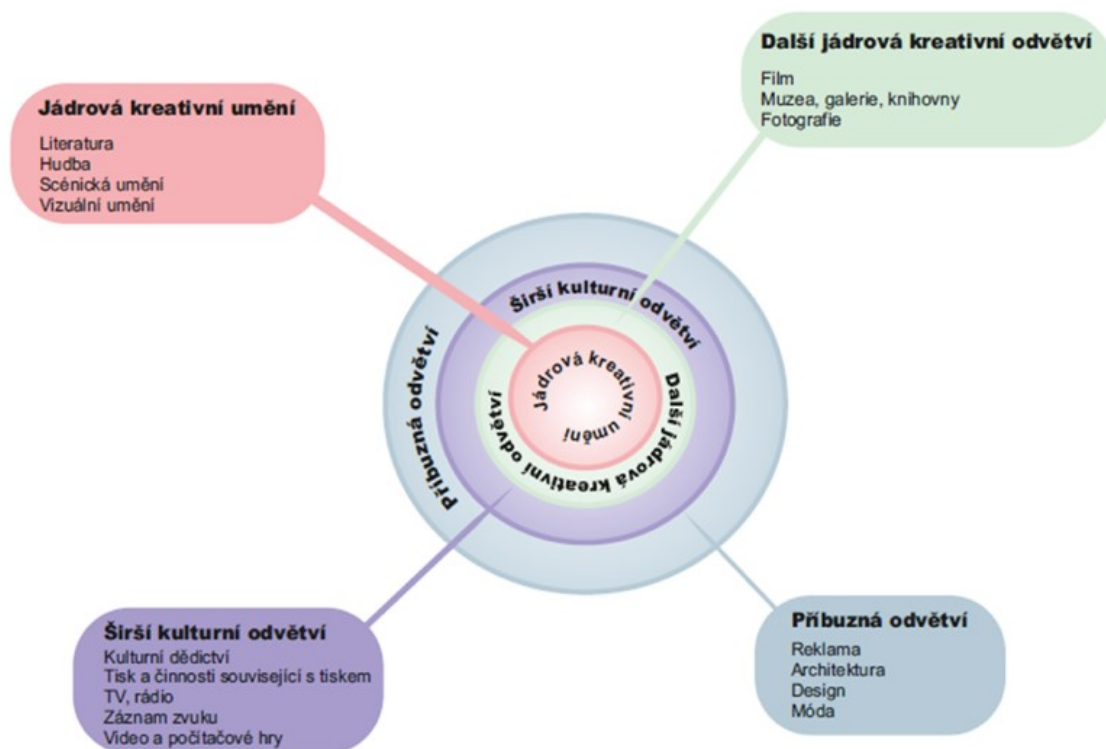 Jádrová kreativní umění
Literatura
Hudba
Scénická umění
Vizuální umění
Další jádrová kreativní odvětví
Film
Muzea, galerie, knihovny
Fotografie
Příbuzná odvětví
Širší kulturní odvětví
Další jádrová kreativní odvětví
Jádrová kreativní umění
Širší kulturní odvětví
Kulturní dědictví
Tisk a činnosti související s tiskem
TV, rádio
Záznam zvuku
Video a počítačové hry
Příbuzná odvětví
Reklama
Architektura
Design
Móda